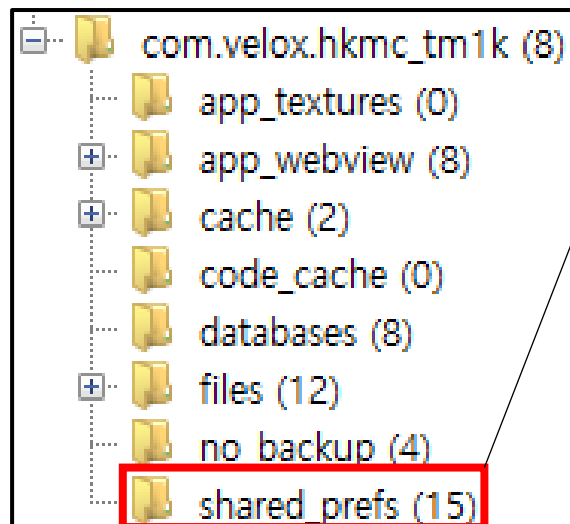 com.velox.hkmc_tm1k (8)
app_textures (0)
app_webview (8)
cache (2)
code_cache (0)
databases (8)
files (12)
no_backup (4)
shared_prefs (15)